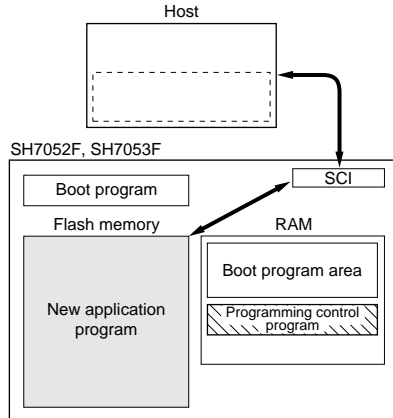 Host
SH7052F, SH7053F
SCI
Boot program
Flash memory
RAM
Boot program area
New application
program
Programming control
program